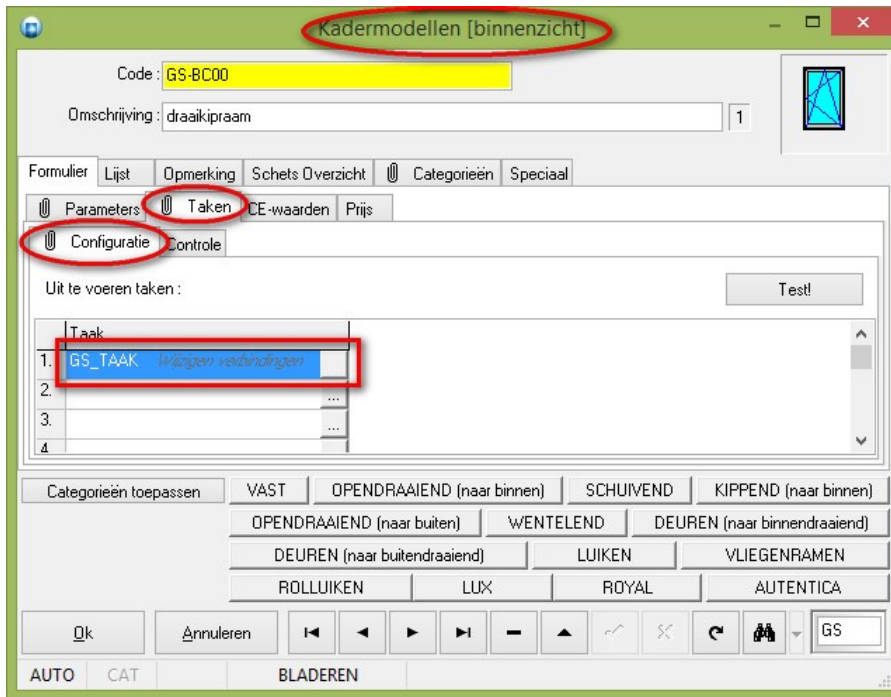 Kadermodellen [binnenzicht]
Code : GS-BC00
Omschrijving : draaikipraam 1
Formulier Lijst Opmerking Schets Overzicht Categorieën Speciaal
Parameters Taken CE-waarden Prijs
Configuratie Controle
Uit te voeren taken : Test!
Taak
1. GS_TAAK Wijzigen verbindingen ...
2. ...
3. ...
4
Categorieën toepassen VAST OPENDRAAIEND (naar binnen) SCHUIVEND KIPPEND (naar binnen)
OPENDRAAIEND (naar buiten) WENTELEND DEUREN (naar binnendraaiend)
DEUREN (naar buitendraaiend) LUIKEN VLIEGENRAMEN
ROLLUIKEN LUX ROYAL AUTENTICA
Ok Annuleren GS
AUTO CAT BLADEREN